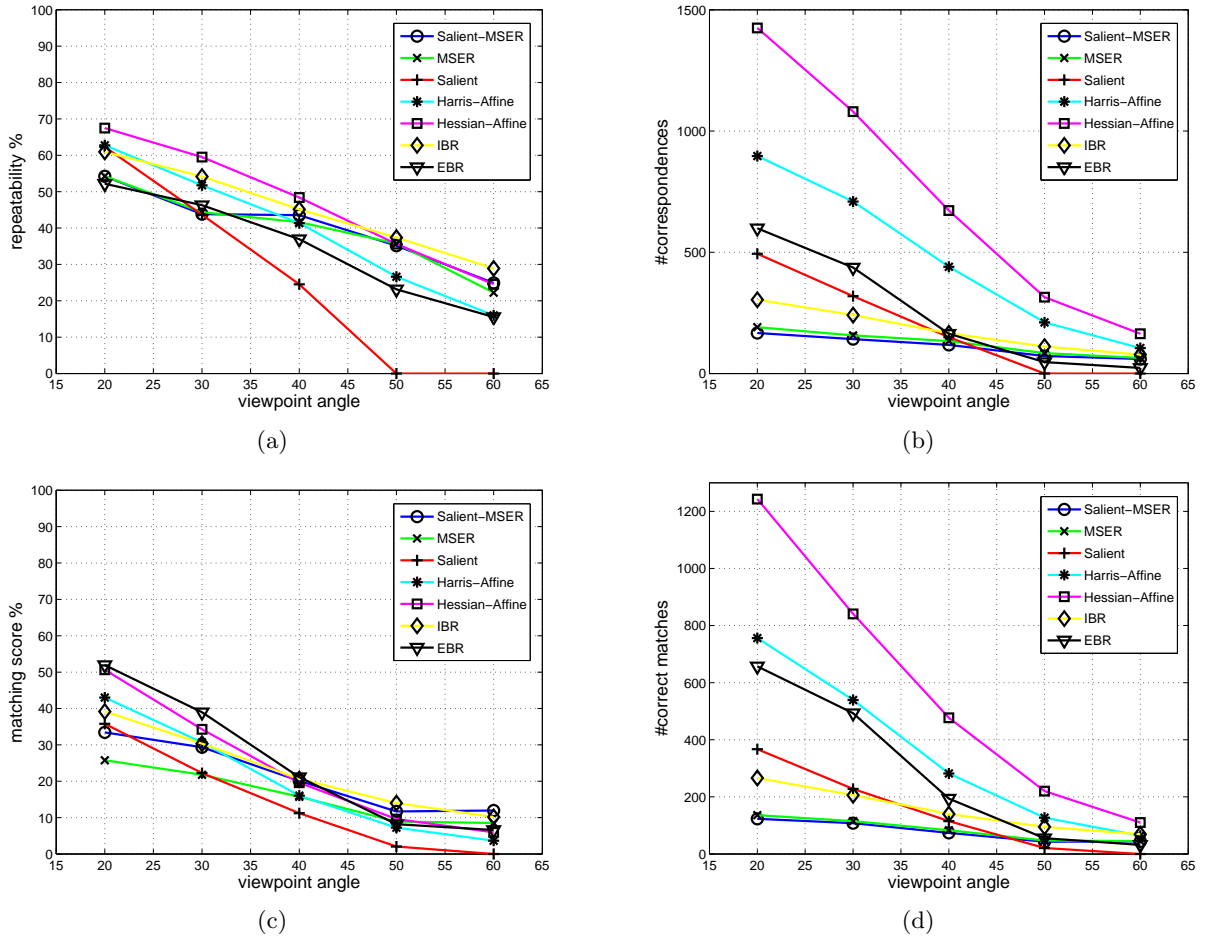 100
90
80
70
60
50
40
30
20
10
0
repeatability %
15 20 25 30 35 40 45 50 55 60 65
viewpoint angle
Salient−MSER
MSER
Salient
Harris−Affine
Hessian−Affine
IBR
EBR
(a)
1500
1000
500
0
#correspondences
15 20 25 30 35 40 45 50 55 60 65
viewpoint angle
Salient−MSER
MSER
Salient
Harris−Affine
Hessian−Affine
IBR
EBR
(b)
100
90
80
70
60
50
40
30
20
10
0
matching score %
15 20 25 30 35 40 45 50 55 60 65
viewpoint angle
Salient−MSER
MSER
Salient
Harris−Affine
Hessian−Affine
IBR
EBR
(c)
1200
1000
800
600
400
200
0
#correct matches
15 20 25 30 35 40 45 50 55 60 65
viewpoint angle
Salient−MSER
MSER
Salient
Harris−Affine
Hessian−Affine
IBR
EBR
(d)